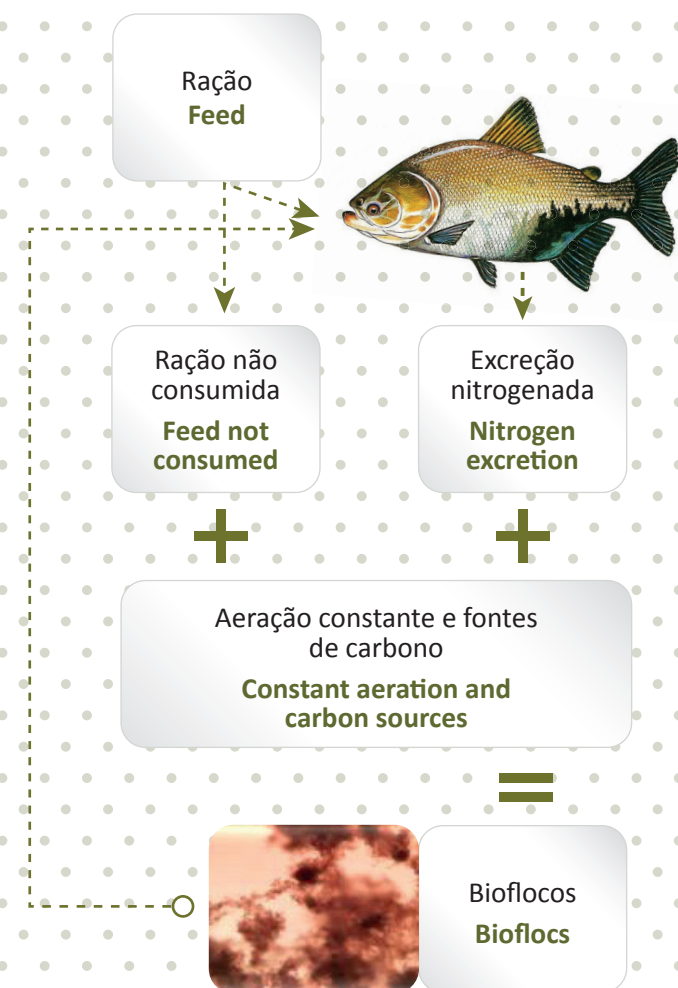 Ração
Feed
Ração não
consumida
Feed not
consumed
Excreção
nitrogenada
Nitrogen
excretion
+
+
Aeração constante e fontes
de carbono
Constant aeration and
carbon sources
=
Bioflocos
Bioflocs